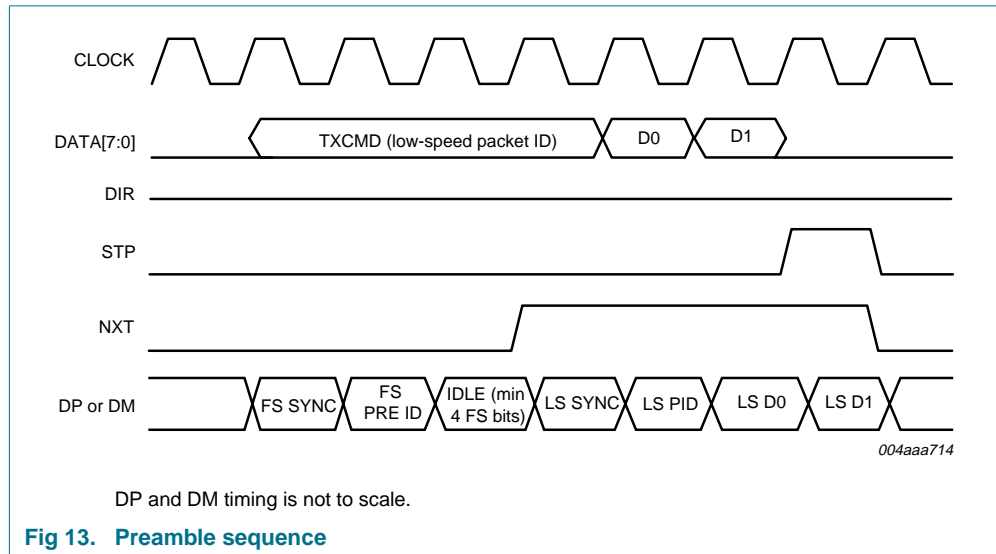 CLOCK
DATA[7:0]
TXCMD (low-speed packet ID)
D0
D1
DIR
STP
NXT
DP or DM
FS SYNC
FS
PRE ID
IDLE (min
4 FS bits)
LS SYNC
LS PID
LS D0
LS D1
004aaa714
DP and DM timing is not to scale.
Fig 13. Preamble sequence